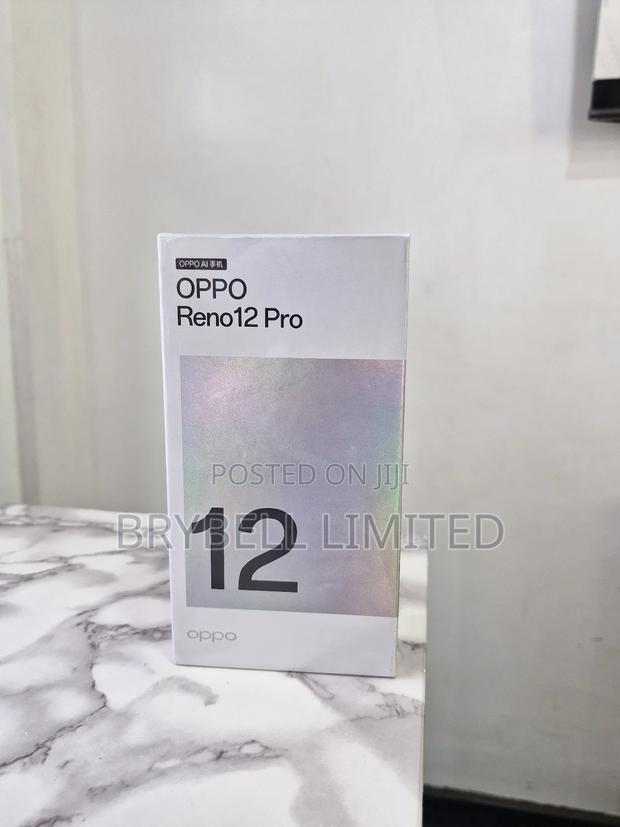 OPPO AI 手机
OPPO
Reno12 Pro
POSTED ON JIJI
BRYBELL LIMITED
12
oppo